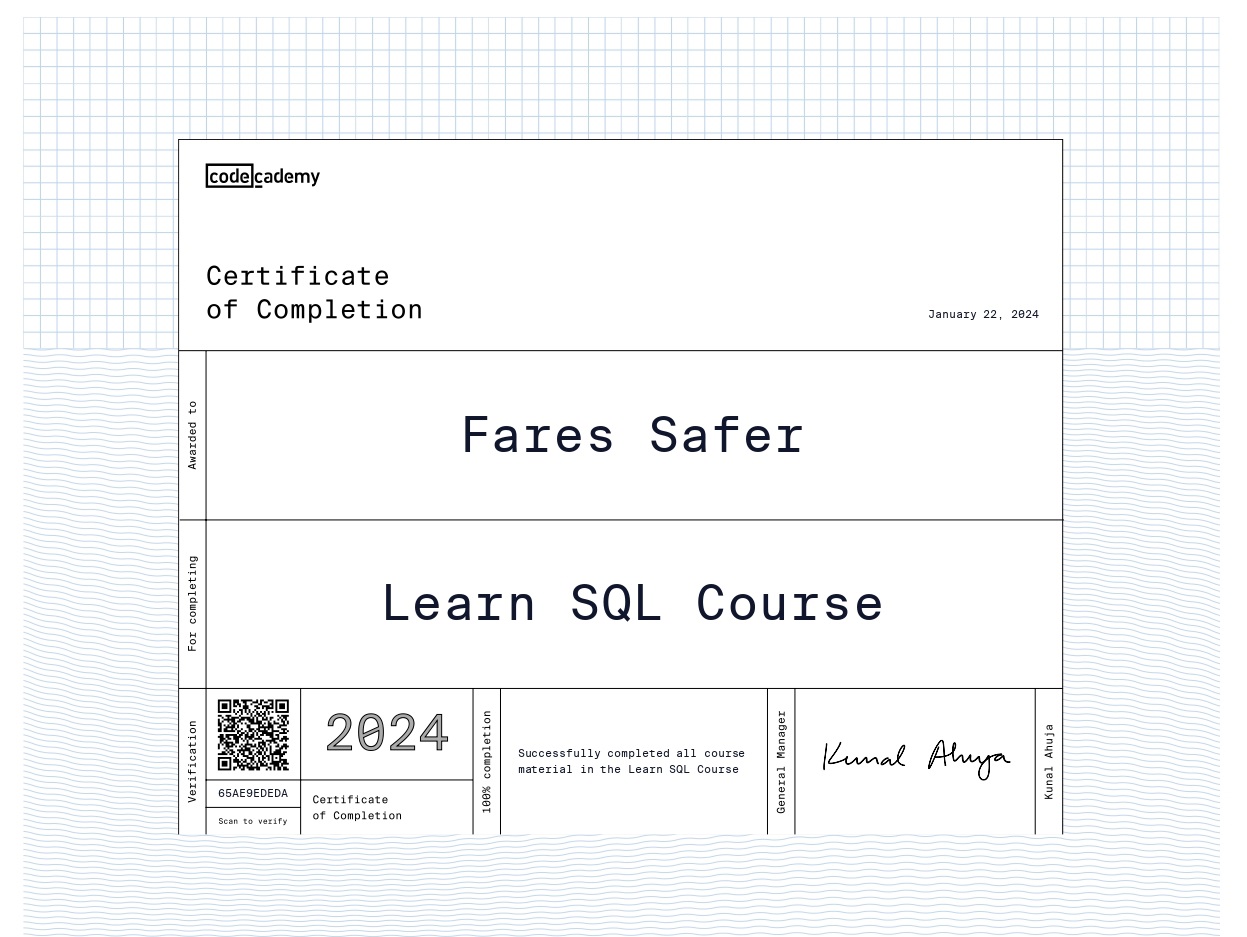 codecademy
Certificate
of Completion
January 22, 2024
Awarded to
Fares Safer
For completing
Learn SQL Course
Verification
65AE9EDEDA
Scan to verify
2024
Certificate
of Completion
100% completion
Successfully completed all course
material in the Learn SQL Course
General Manager
Kunal Ahuja
Kunal Ahuja